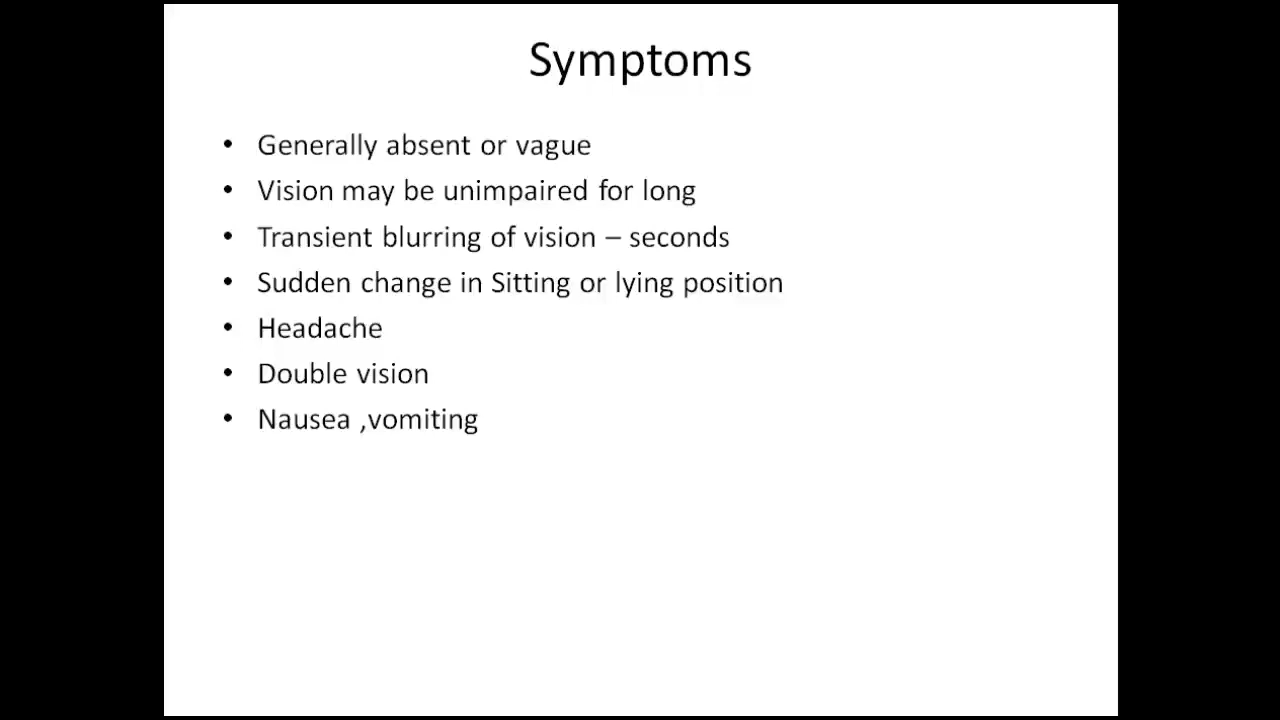 Symptoms
• Generally absent or vague
• Vision may be unimpaired for long
• Transient blurring of vision – seconds
• Sudden change in Sitting or lying position
• Headache
• Double vision
• Nausea ,vomiting